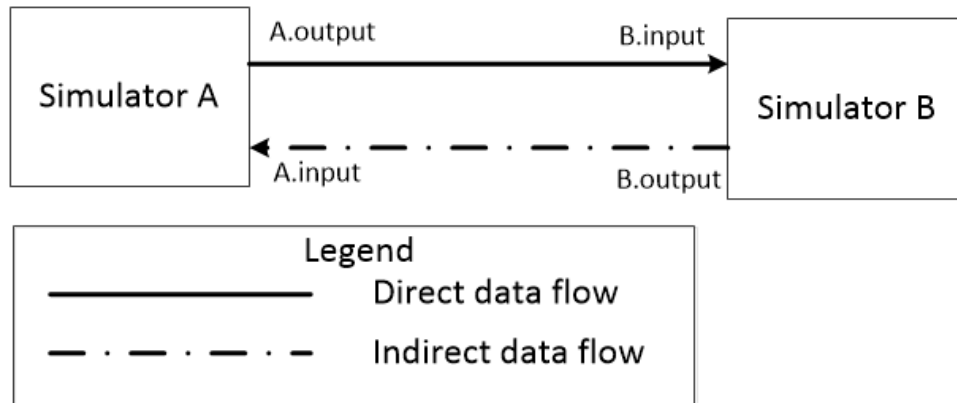 A.output
B.input
Simulator A
Simulator B
A.input
B.output
Legend
Direct data flow
Indirect data flow